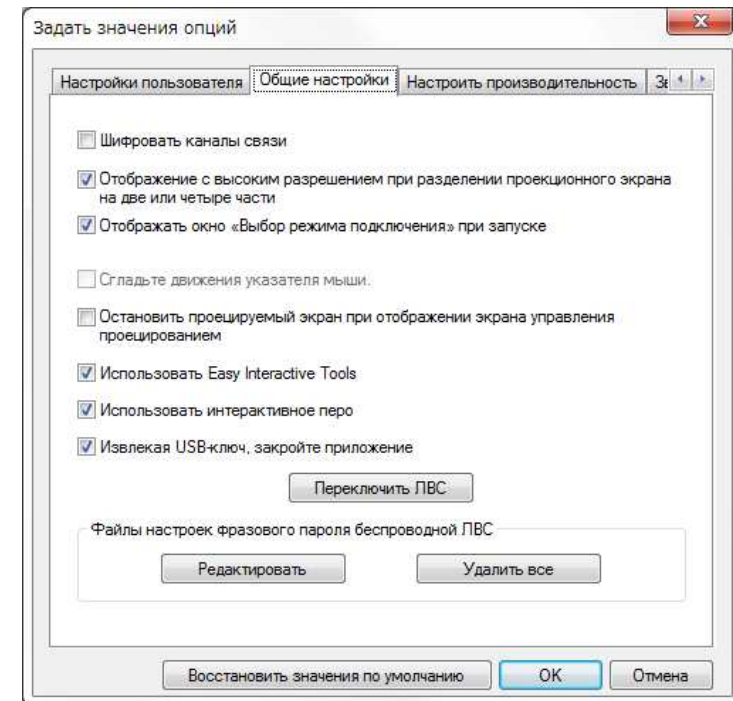 Задать значения опций
Настройки пользователя Общие настройки Настроить производительность
Шифровать каналы связи
Отображение с высоким разрешением при разделении проекционного экрана
на две или четыре части
Отображать окно «Выбор режима подключения» при запуске
Сгладьте движения указателя мыши.
Остановить проецируемый экран при отображении экрана управления
проецированием
Использовать Easy Interactive Tools
Использовать интерактивное перо
Извлекая USB-ключ, закройте приложение
Переключить ЛВС
Файлы настроек фразового пароля беспроводной ЛВС
Редактировать Удалить все
Восстановить значения по умолчанию OK Отмена